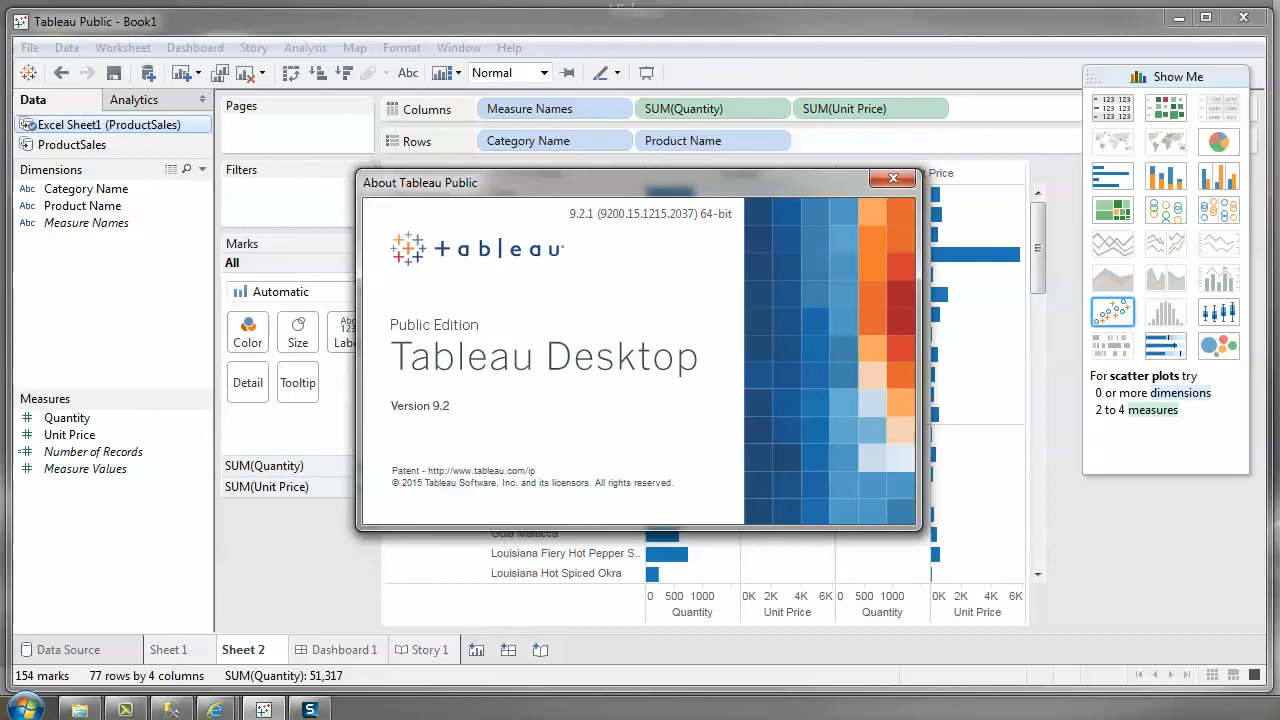 Tableau Public - Book1
File Data Worksheet Dashboard Story Analysis Map Format Window Help
Abc Normal
Show Me
Data Analytics
Excel Sheet1 (ProductSales)
ProductSales
Dimensions
Abc Category Name
Abc Product Name
Abc Measure Names
Measures
Quantity
Unit Price
Number of Records
Measure Values
Pages
Filters
Marks
All
Automatic
Color Size
Detail Tooltip
SUM(Quantity)
SUM(Unit Price)
Columns Measure Names SUM(Quantity) SUM(Unit Price)
Rows Category Name Product Name
About Tableau Public
9.2.1 (9200.15.1215.2037) 64-bit
+ableau
Public Edition
Tableau Desktop
Version 9.2
Patent - http://www.tableau.com/ip
© 2015 Tableau Software, Inc. and its licensors. All rights reserved.
Louisiana Fiery Hot Pepper S..
Louisiana Hot Spiced Okra
0 500 1000 0K 2K 4K 6K 0 500 1000 0K 2K 4K 6K
Quantity Unit Price Quantity Unit Price
For scatter plots try
0 or more dimensions
2 to 4 measures
Data Source Sheet 1 Sheet 2 Dashboard 1 Story 1
154 marks 77 rows by 4 columns SUM(Quantity): 51,317